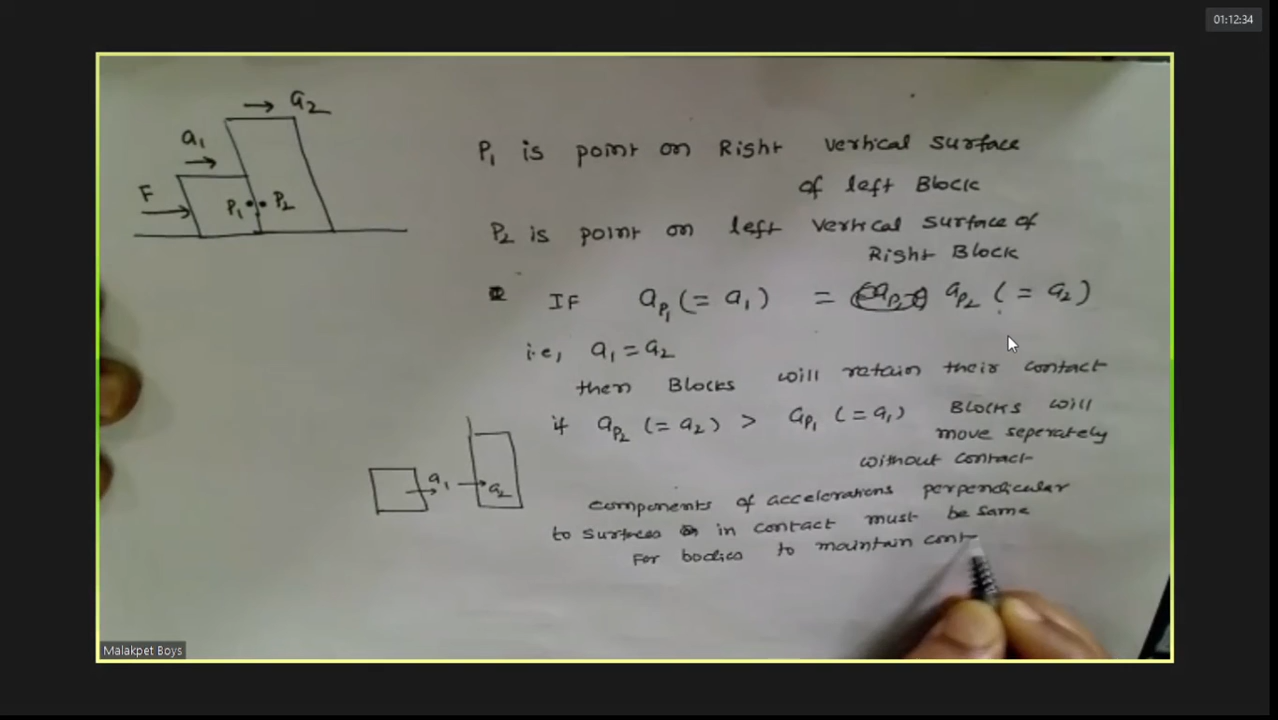 01:12:34
a2
a1
F
P1 P2
P1 is point on Right vertical surface
of left Block
P2 is point on left vertical surface of
Right Block
IF aP1 (= a1) = aP2 (= a2)
i.e, a1 = a2
then Blocks will retain their contact
if aP2 (= a2) > aP1 (= a1) Blocks will
move seperately
without contact
a1 a2
components of accelerations perpendicular
to surfaces in contact must be same
For bodies to maintain cont
Malakpet Boys